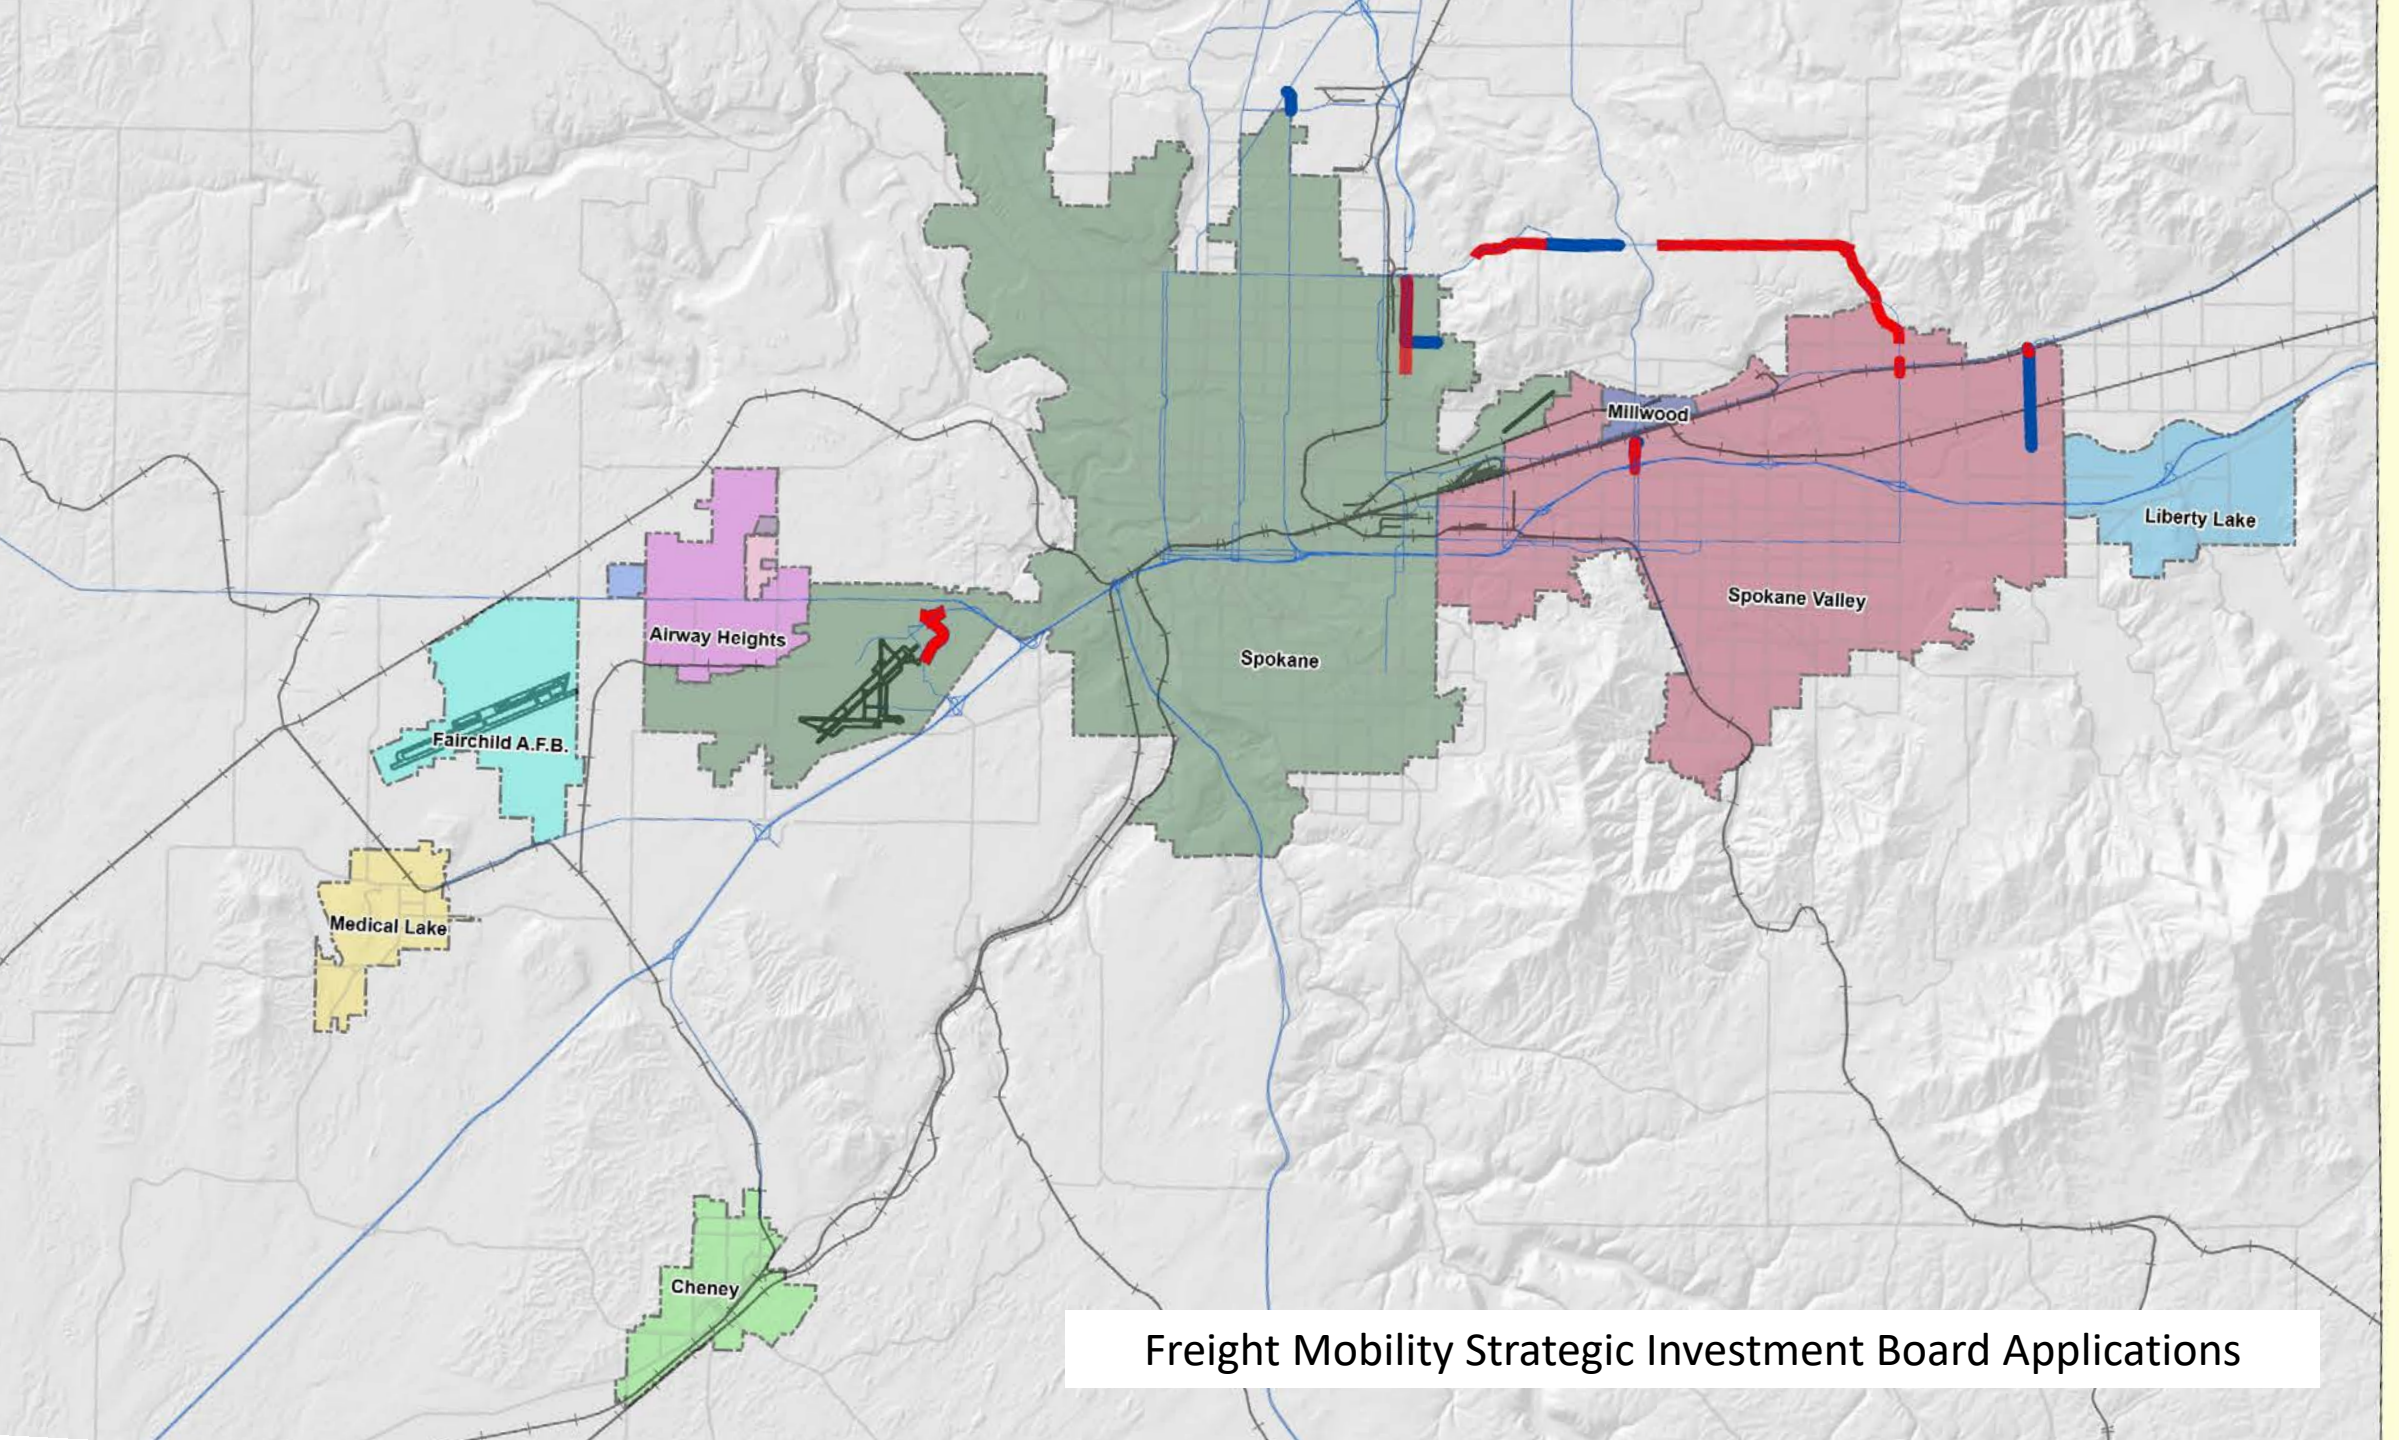 Millwood
Liberty Lake
Spokane Valley
Airway Heights
Spokane
Fairchild A.F.B.
Medical Lake
Cheney
Freight Mobility Strategic Investment Board Applications